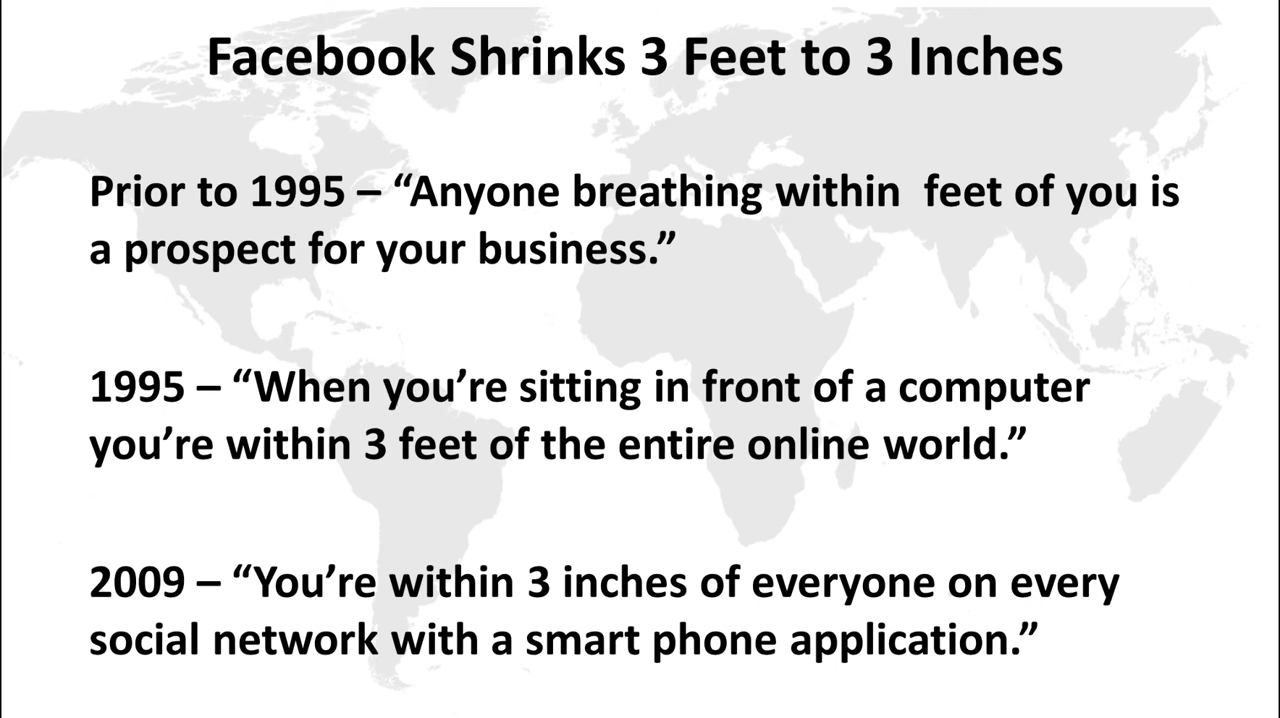 Facebook Shrinks 3 Feet to 3 Inches
Prior to 1995 – “Anyone breathing within  feet of you is
a prospect for your business.”
1995 – “When you’re sitting in front of a computer
you’re within 3 feet of the entire online world.”
2009 – “You’re within 3 inches of everyone on every
social network with a smart phone application.”